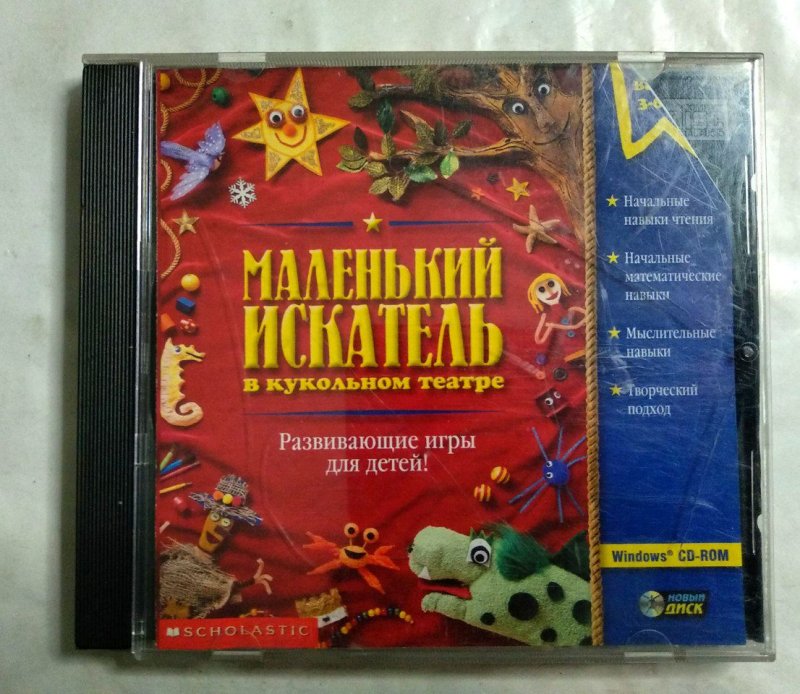 Маленький
Искатель
в кукольном театре
Развивающие игры
для детей!
SCHOLASTIC
Начальные
навыки чтения
Начальные
математические
навыки
Мыслительные
навыки
Творческий
подход
Windows® CD-ROM
НОВЫЙ
ДИСК